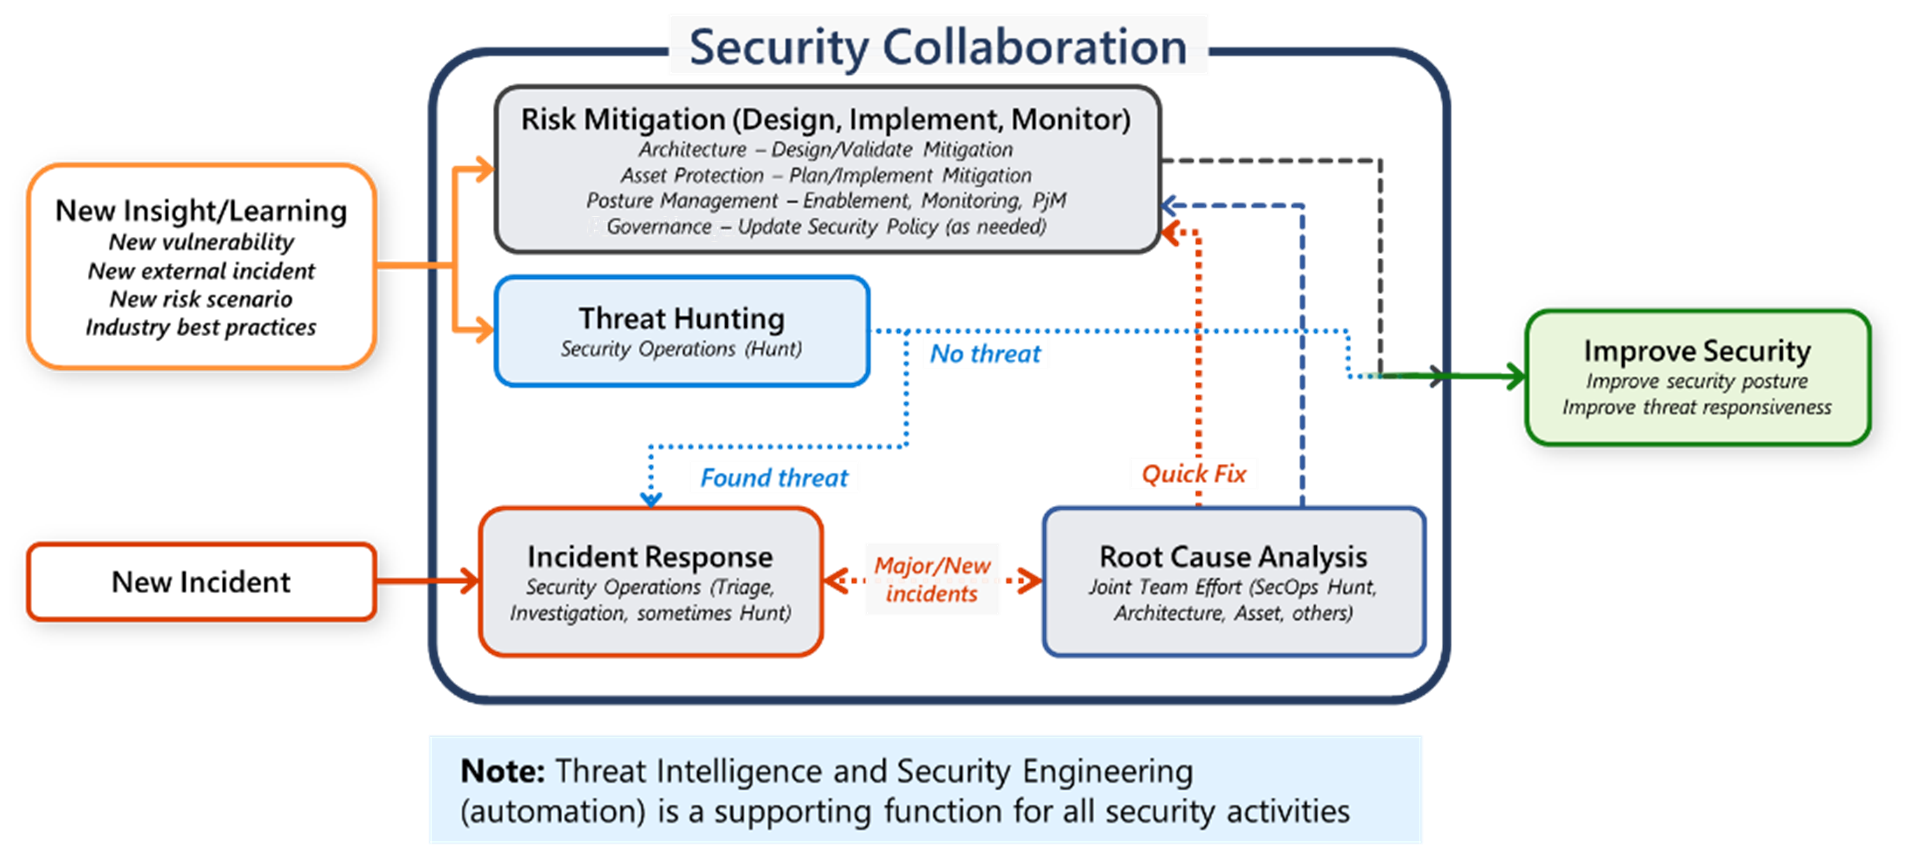 Security Collaboration
Risk Mitigation (Design, Implement, Monitor)
Architecture – Design/Validate Mitigation
Asset Protection – Plan/Implement Mitigation
Posture Management – Enablement, Monitoring, PjM
Governance – Update Security Policy (as needed)
New Insight/Learning
New vulnerability
New external incident
New risk scenario
Industry best practices
Threat Hunting
Security Operations (Hunt)
No threat
Found threat
Improve Security
Improve security posture
Improve threat responsiveness
Quick Fix
New Incident
Incident Response
Security Operations (Triage,
Investigation, sometimes Hunt)
Major/New
incidents
Root Cause Analysis
Joint Team Effort (SecOps Hunt,
Architecture, Asset, others)
Note: Threat Intelligence and Security Engineering
(automation) is a supporting function for all security activities